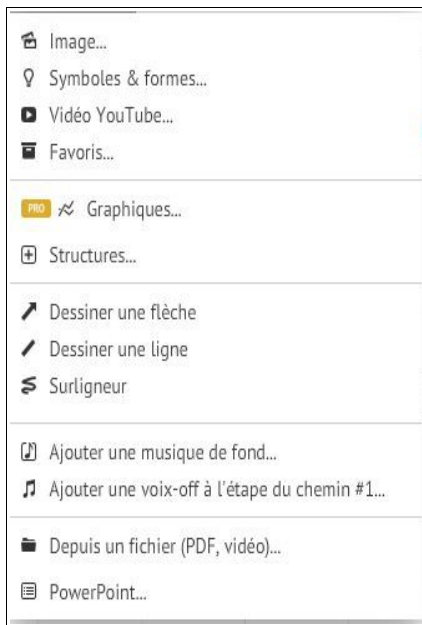 Image...
Symboles & formes...
Vidéo YouTube...
Favoris...
PRO Graphiques...
Structures...
Dessiner une flèche
Dessiner une ligne
Surligneur
Ajouter une musique de fond...
Ajouter une voix-off à l'étape du chemin #1...
Depuis un fichier (PDF, vidéo)...
PowerPoint...